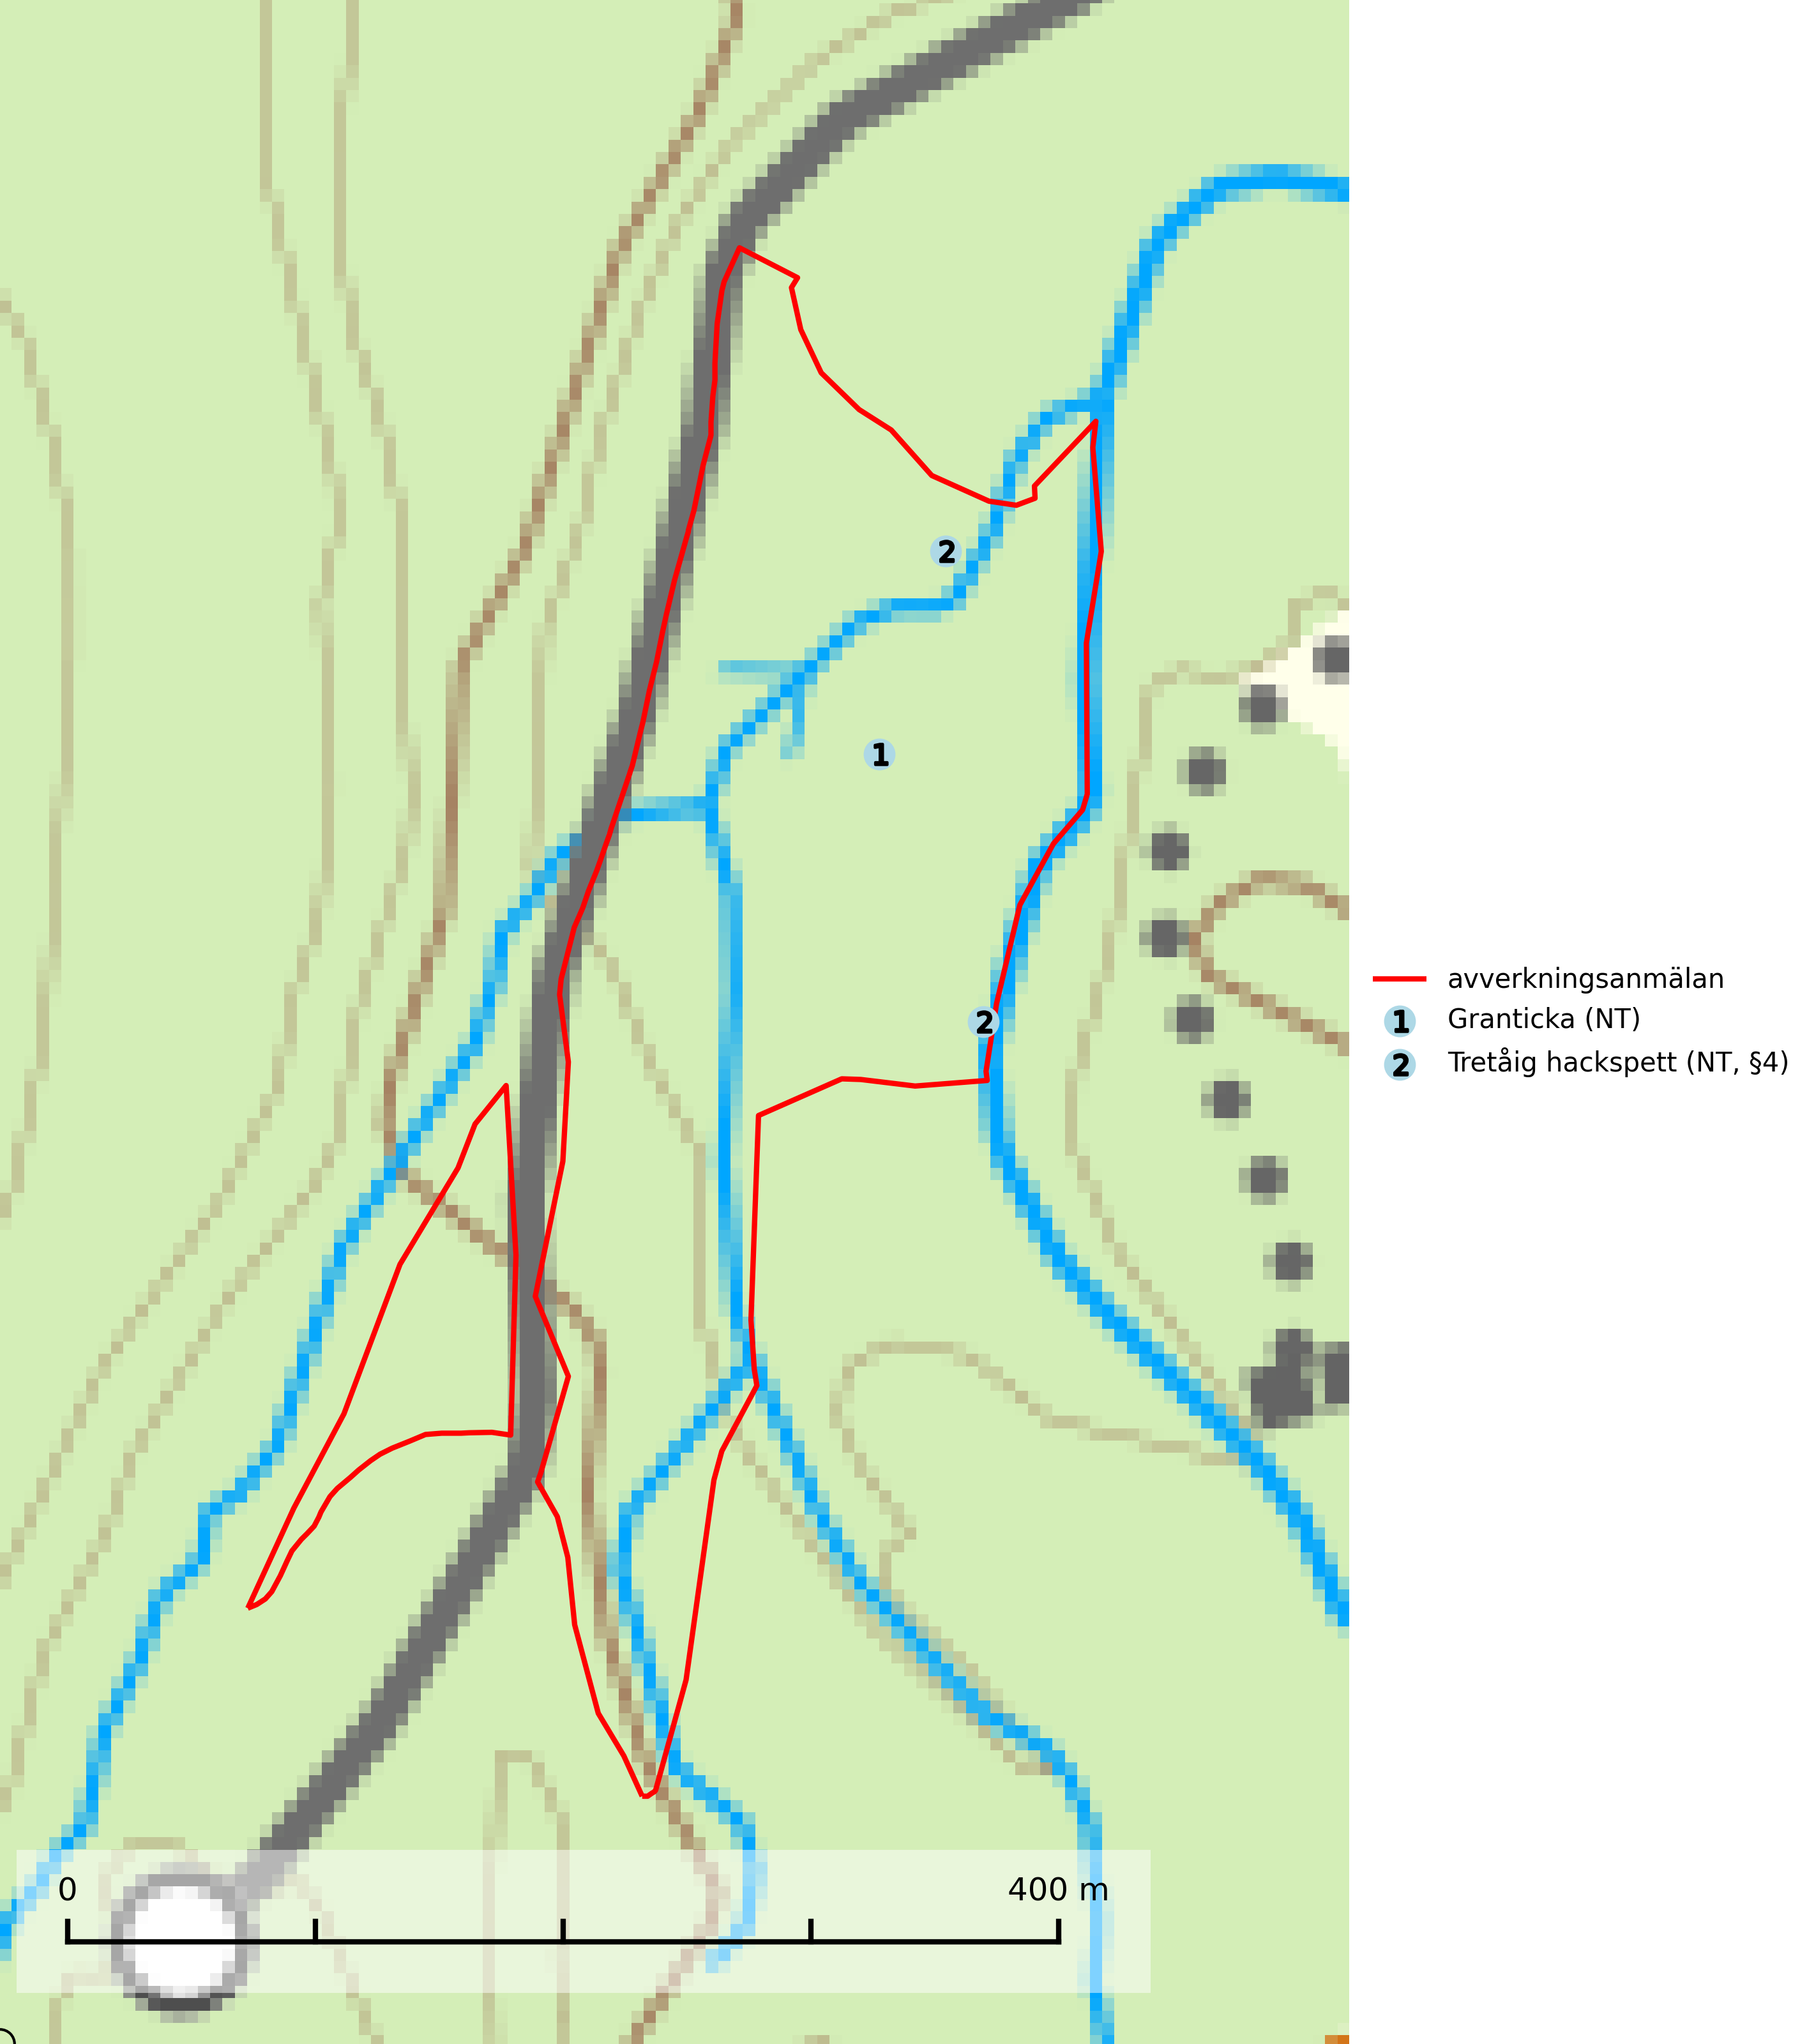 2
1
2
avverkningsanmälan
1 Granticka (NT)
2 Tretåig hackspett (NT, §4)
0 400 m